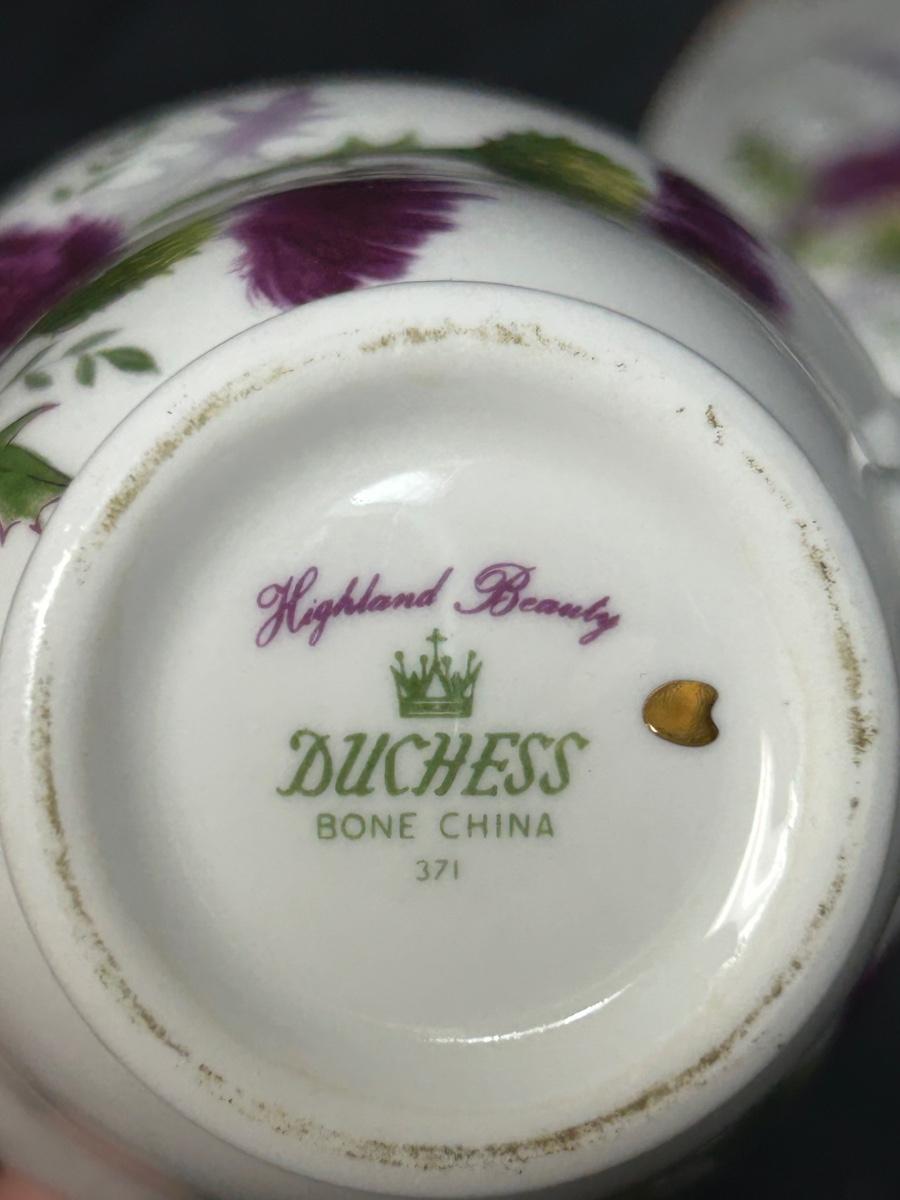 Highland Beauty
DUCHESS
BONE CHINA
371